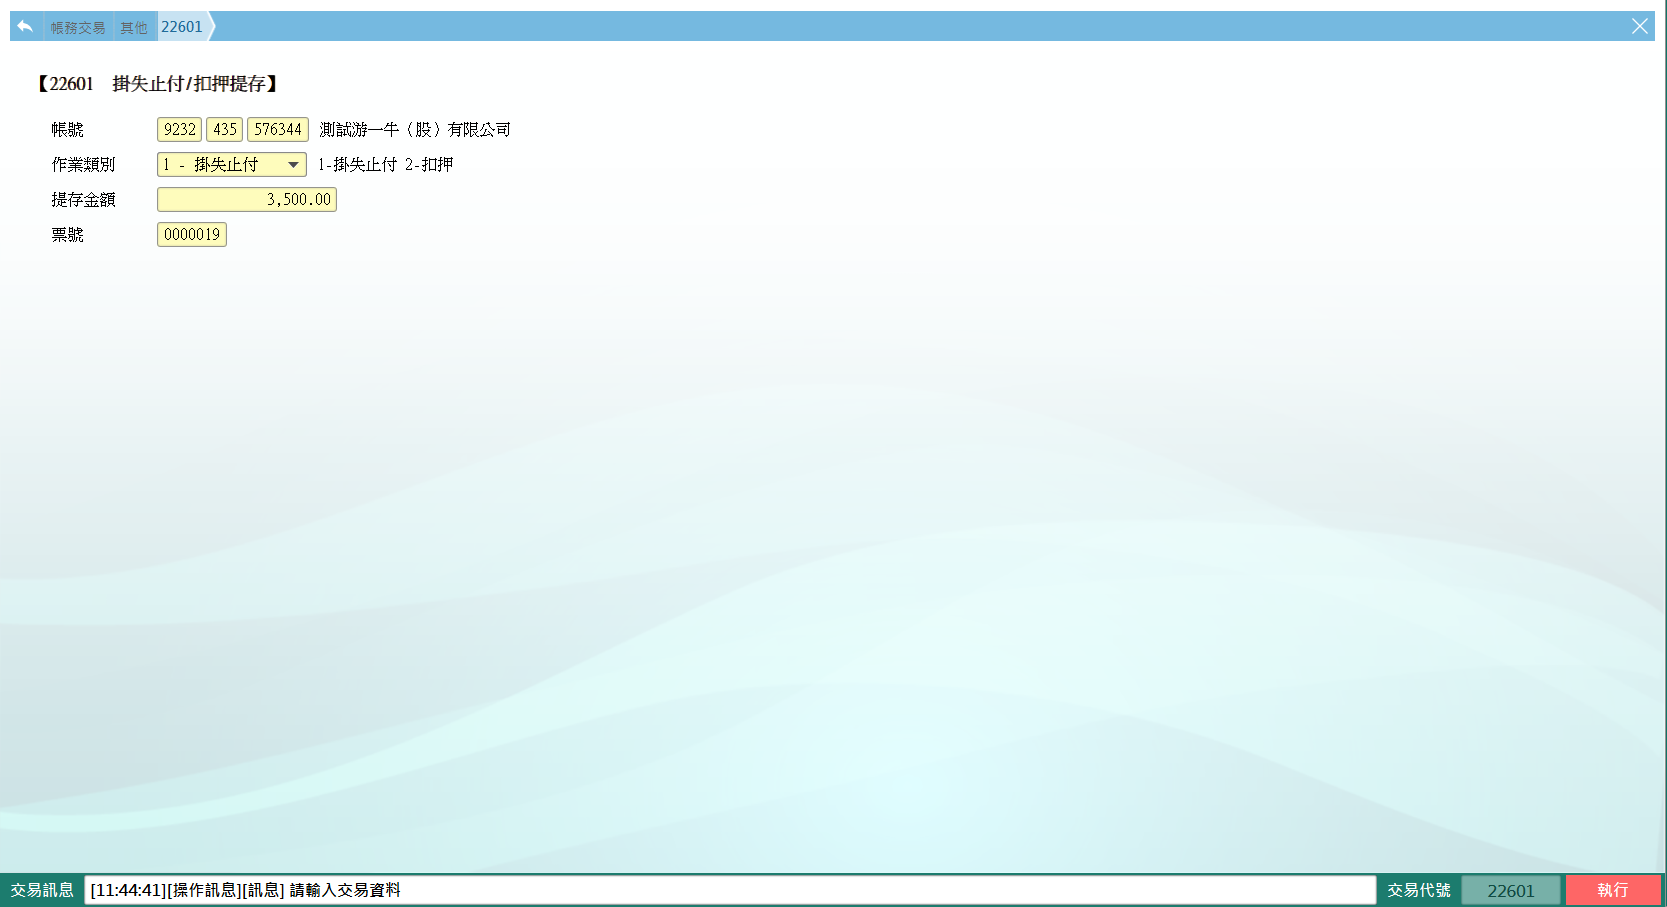 帳務交易 其他 22601
【22601 掛失止付/扣押提存】
帳號 9232 435 576344 測試游一牛（股）有限公司
作業類別 1 - 掛失止付 1-掛失止付 2-扣押
提存金額 3,500.00
票號 0000019
交易訊息 [11:44:41][操作訊息][訊息] 請輸入交易資料 交易代號 22601 執行